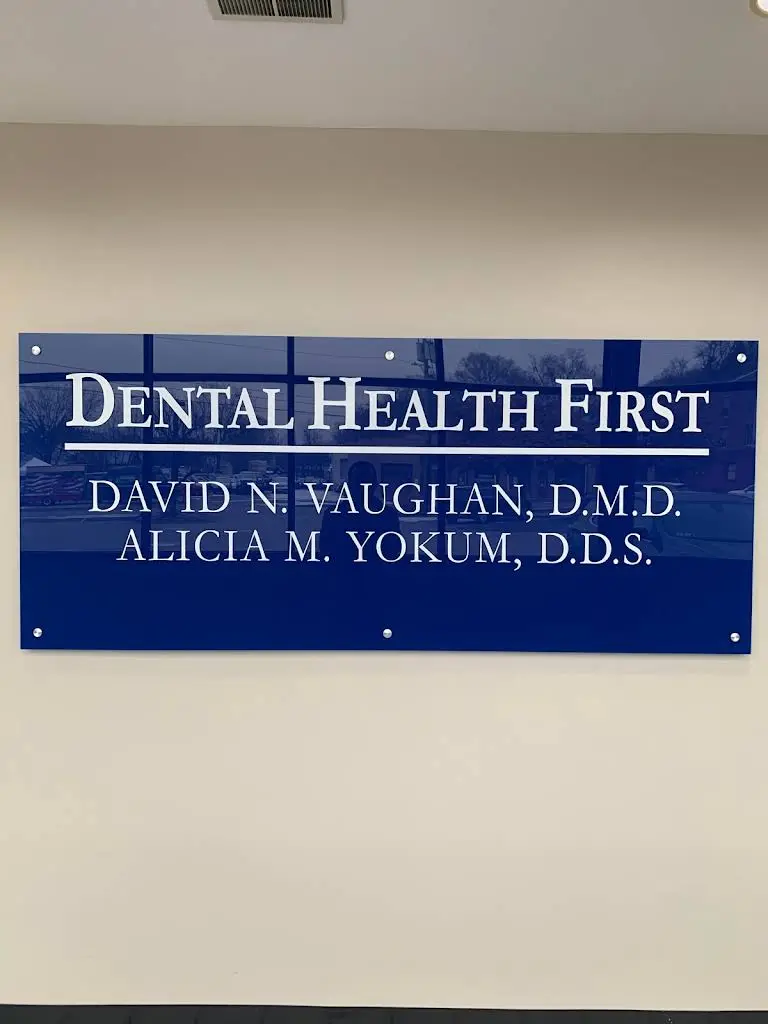 DENTAL HEALTH FIRST
DAVID N. VAUGHAN, D.M.D.
ALICIA M. YOKUM, D.D.S.